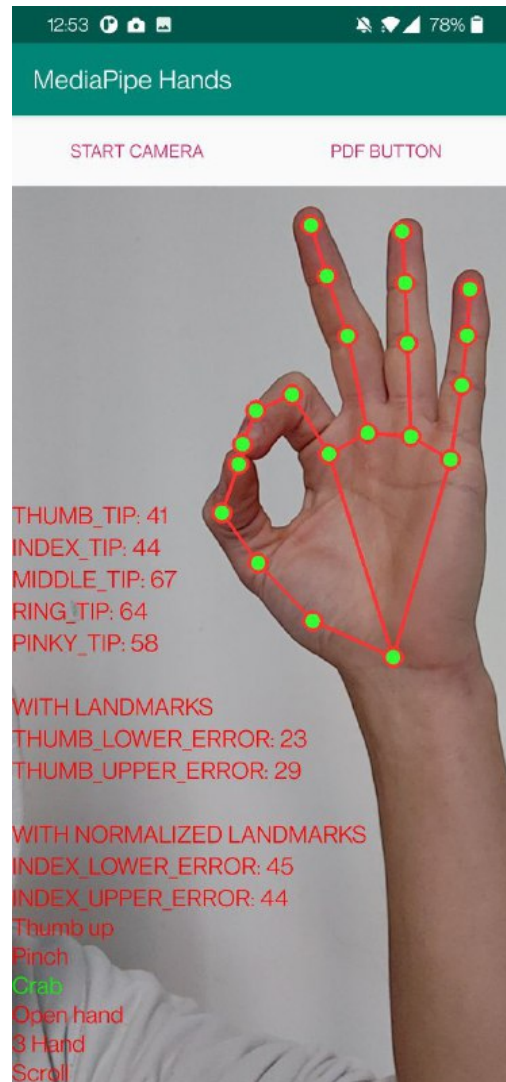 12:53 78%
MediaPipe Hands
START CAMERA PDF BUTTON
THUMB_TIP: 41
INDEX_TIP: 44
MIDDLE_TIP: 67
RING_TIP: 64
PINKY_TIP: 58
WITH LANDMARKS
THUMB_LOWER_ERROR: 23
THUMB_UPPER_ERROR: 29
WITH NORMALIZED LANDMARKS
INDEX_LOWER_ERROR: 45
INDEX_UPPER_ERROR: 44
Thumb up
Pinch
Crab
Open hand
3 Hand
Scroll